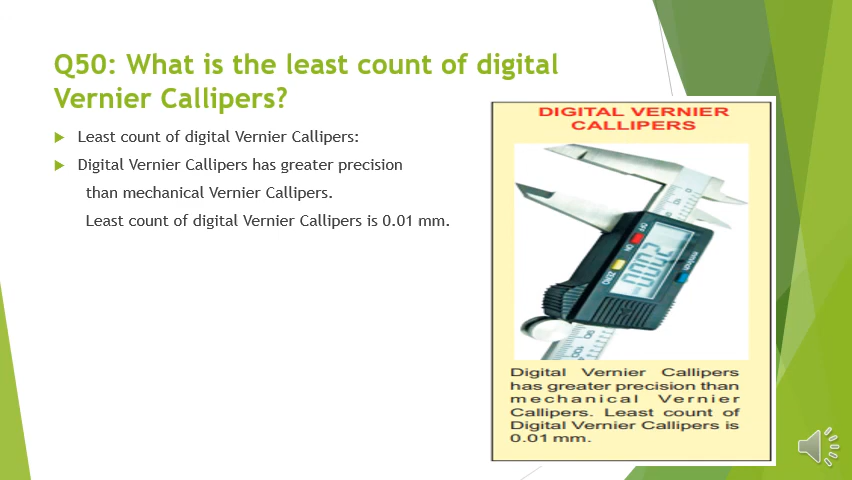 Q50: What is the least count of digital
Vernier Callipers?
Least count of digital Vernier Callipers:
Digital Vernier Callipers has greater precision
than mechanical Vernier Callipers.
Least count of digital Vernier Callipers is 0.01 mm.
DIGITAL VERNIER
CALLIPERS
OFF
ON
ZERO
Digital Vernier Callipers
has greater precision than
mechanical Vernier
Callipers. Least count of
Digital Vernier Callipers is
0.01 mm.